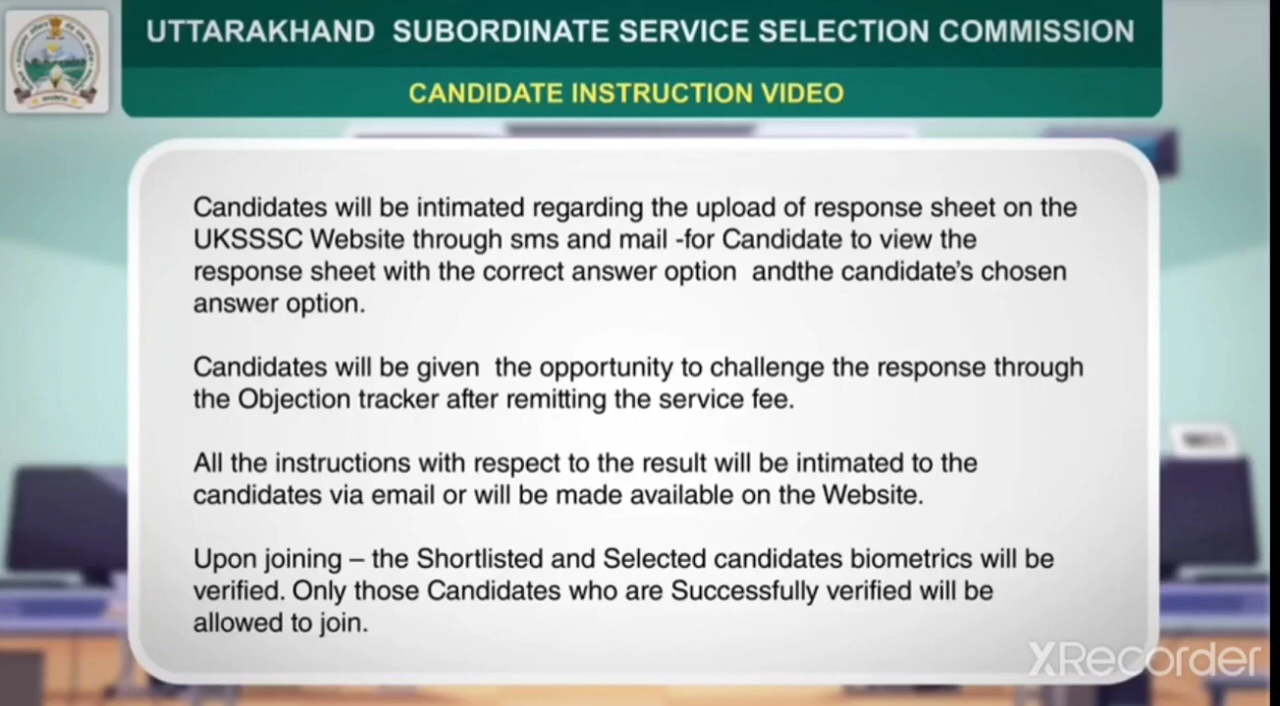 UTTARAKHAND SUBORDINATE SERVICE SELECTION COMMISSION
CANDIDATE INSTRUCTION VIDEO
Candidates will be intimated regarding the upload of response sheet on the
UKSSSC Website through sms and mail -for Candidate to view the
response sheet with the correct answer option andthe candidate's chosen
answer option.
Candidates will be given the opportunity to challenge the response through
the Objection tracker after remitting the service fee.
All the instructions with respect to the result will be intimated to the
candidates via email or will be made available on the Website.
Upon joining – the Shortlisted and Selected candidates biometrics will be
verified. Only those Candidates who are Successfully verified will be
allowed to join.
XRecorder